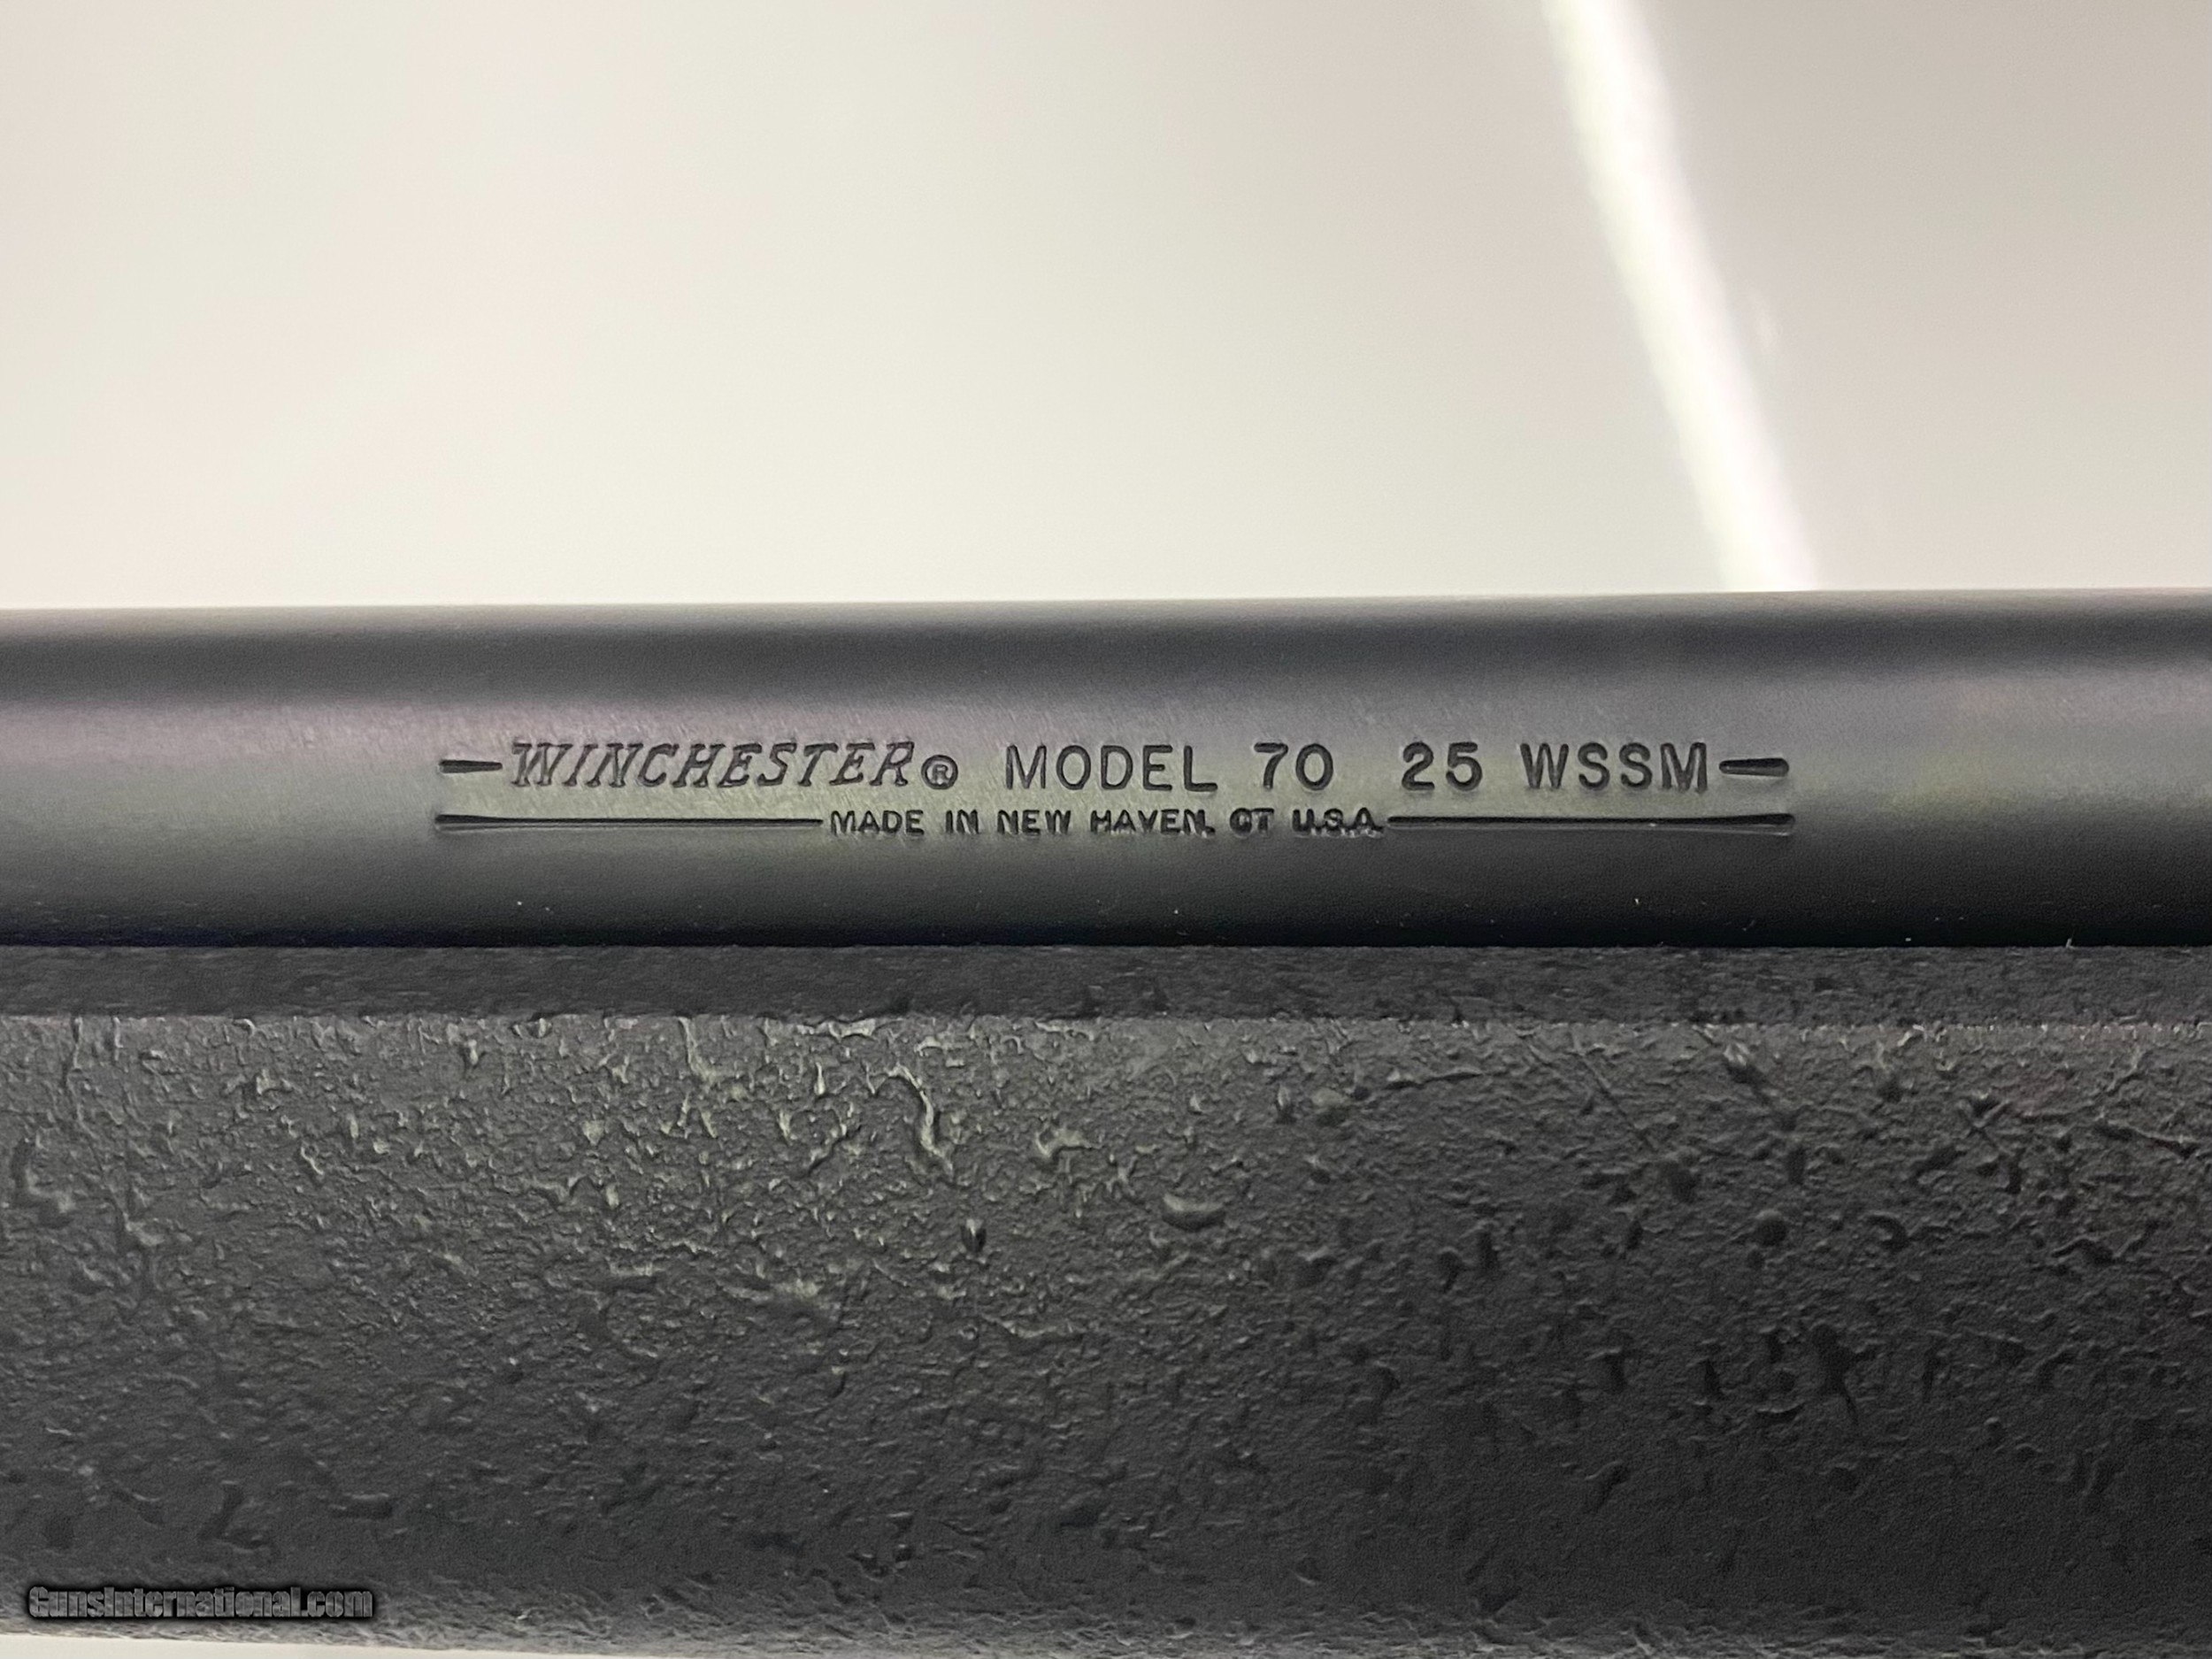 WINCHESTER® MODEL 70 25 WSSM
MADE IN NEW HAVEN, CT U.S.A.
GunsInternational.com